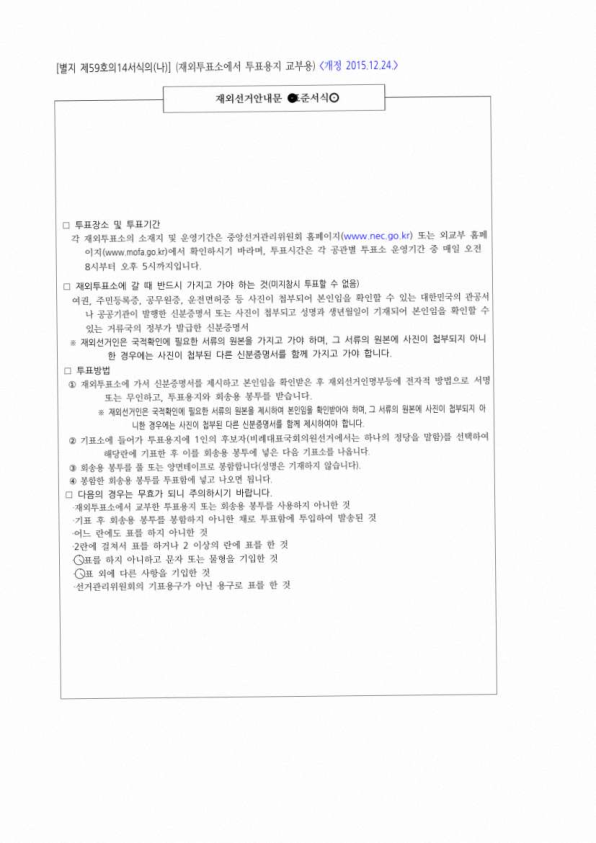 [별지 제59호의14서식의(나)] (재외투표소에서 투표용지 교부용) <개정 2015.12.24.>
재외선거안내문 준서식
□ 투표장소 및 투표기간
각 재외투표소의 소재지 및 운영기간은 중앙선거관리위원회 홈페이지(www.nec.go.kr) 또는 외교부 홈페
이지(www.mofa.go.kr)에서 확인하시기 바라며, 투표시간은 각 공관별 투표소 운영기간 중 매일 오전
8시부터 오후 5시까지입니다.
□ 재외투표소에 갈 때 반드시 가지고 가야 하는 것(미지참시 투표할 수 없음)
여권, 주민등록증, 공무원증, 운전면허증 등 사진이 첩부되어 본인임을 확인할 수 있는 대한민국의 관공서
나 공공기관이 발행한 신분증명서 또는 사진이 첩부되고 성명과 생년월일이 기재되어 본인임을 확인할 수
있는 거류국의 정부가 발급한 신분증명서
※ 재외선거인은 국적확인에 필요한 서류의 원본을 가지고 가야 하며, 그 서류의 원본에 사진이 첩부되지 아니
한 경우에는 사진이 첩부된 다른 신분증명서를 함께 가지고 가야 합니다.
□ 투표방법
① 재외투표소에 가서 신분증명서를 제시하고 본인임을 확인받은 후 재외선거인명부등에 전자적 방법으로 서명
또는 무인하고, 투표용지와 회송용 봉투를 받습니다.
※ 재외선거인은 국적확인에 필요한 서류의 원본을 제시하여 본인임을 확인받아야 하며, 그 서류의 원본에 사진이 첩부되지 아
니한 경우에는 사진이 첩부된 다른 신분증명서를 함께 제시하여야 합니다.
② 기표소에 들어가 투표용지에 1인의 후보자(비례대표국회의원선거에서는 하나의 정당을 말함)를 선택하여
해당란에 기표한 후 이를 회송용 봉투에 넣은 다음 기표소를 나옵니다.
③ 회송용 봉투를 풀 또는 양면테이프로 봉함합니다(성명은 기재하지 않습니다).
④ 봉함한 회송용 봉투를 투표함에 넣고 나오면 됩니다.
□ 다음의 경우는 무효가 되니 주의하시기 바랍니다.
·재외투표소에서 교부한 투표용지 또는 회송용 봉투를 사용하지 아니한 것
·기표 후 회송용 봉투를 봉함하지 아니한 채로 투표함에 투입하여 발송된 것
·어느 란에도 표를 하지 아니한 것
·2란에 걸쳐서 표를 하거나 2 이상의 란에 표를 한 것
·표를 하지 아니하고 문자 또는 물형을 기입한 것
·표 외에 다른 사항을 기입한 것
·선거관리위원회의 기표용구가 아닌 용구로 표를 한 것